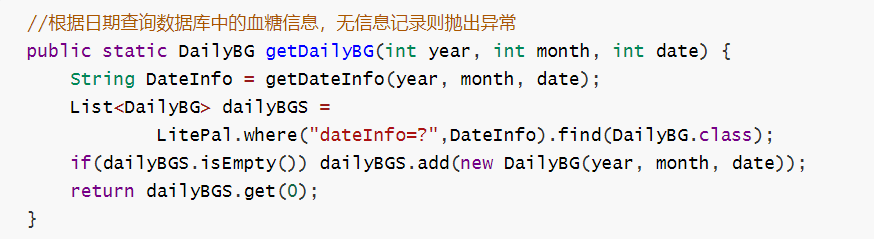 //根据日期查询数据库中的血糖信息，无信息记录则抛出异常
public static DailyBG getDailyBG(int year, int month, int date) {
    String DateInfo = getDateInfo(year, month, date);
    List<DailyBG> dailyBGS =
            LitePal.where("dateInfo=?",DateInfo).find(DailyBG.class);
    if(dailyBGS.isEmpty()) dailyBGS.add(new DailyBG(year, month, date));
    return dailyBGS.get(0);
}